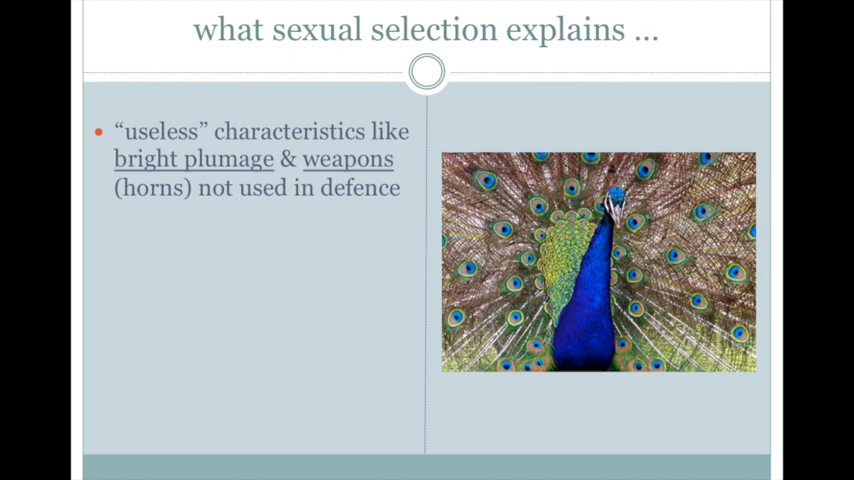 what sexual selection explains ...
“useless” characteristics like
bright plumage & weapons
(horns) not used in defence